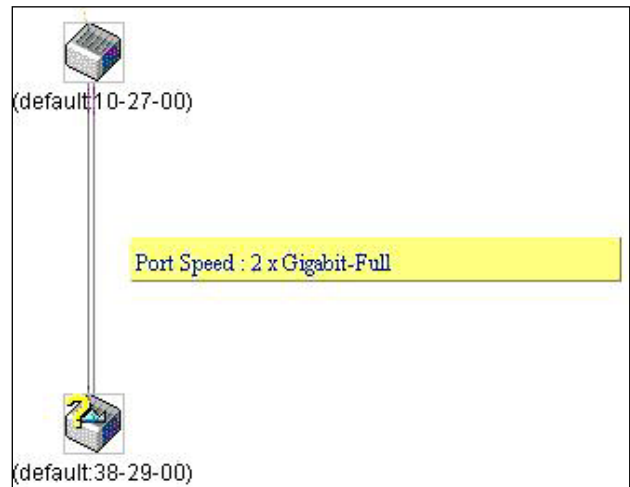 (default:10-27-00)
Port Speed : 2 x Gigabit-Full
?
(default:38-29-00)